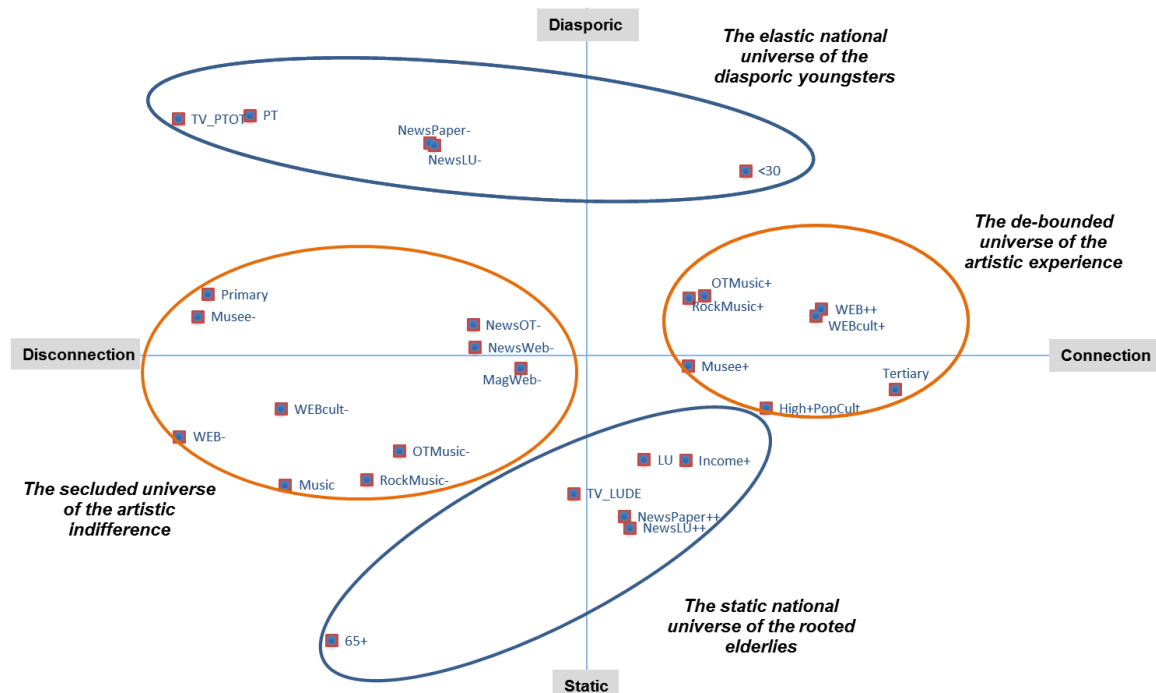 Diasporic
The elastic national
universe of the
diasporic youngsters
TV_PTOT
PT
NewsPaper-
NewsLU-
<30
The de-bounded
universe of the
artistic experience
Primary
Musee-
NewsOT-
NewsWeb-
MagWeb-
OTMusic+
RockMusic+
WEB++
WEBcult+
Disconnection
Connection
Musee+
Tertiary
High+PopCult
WEBcult-
WEB-
OTMusic-
Music
RockMusic-
The secluded universe
of the artistic
indifference
LU
Income+
TV_LUDE
NewsPaper++
NewsLU++
65+
The static national
universe of the rooted
elderlies
Static